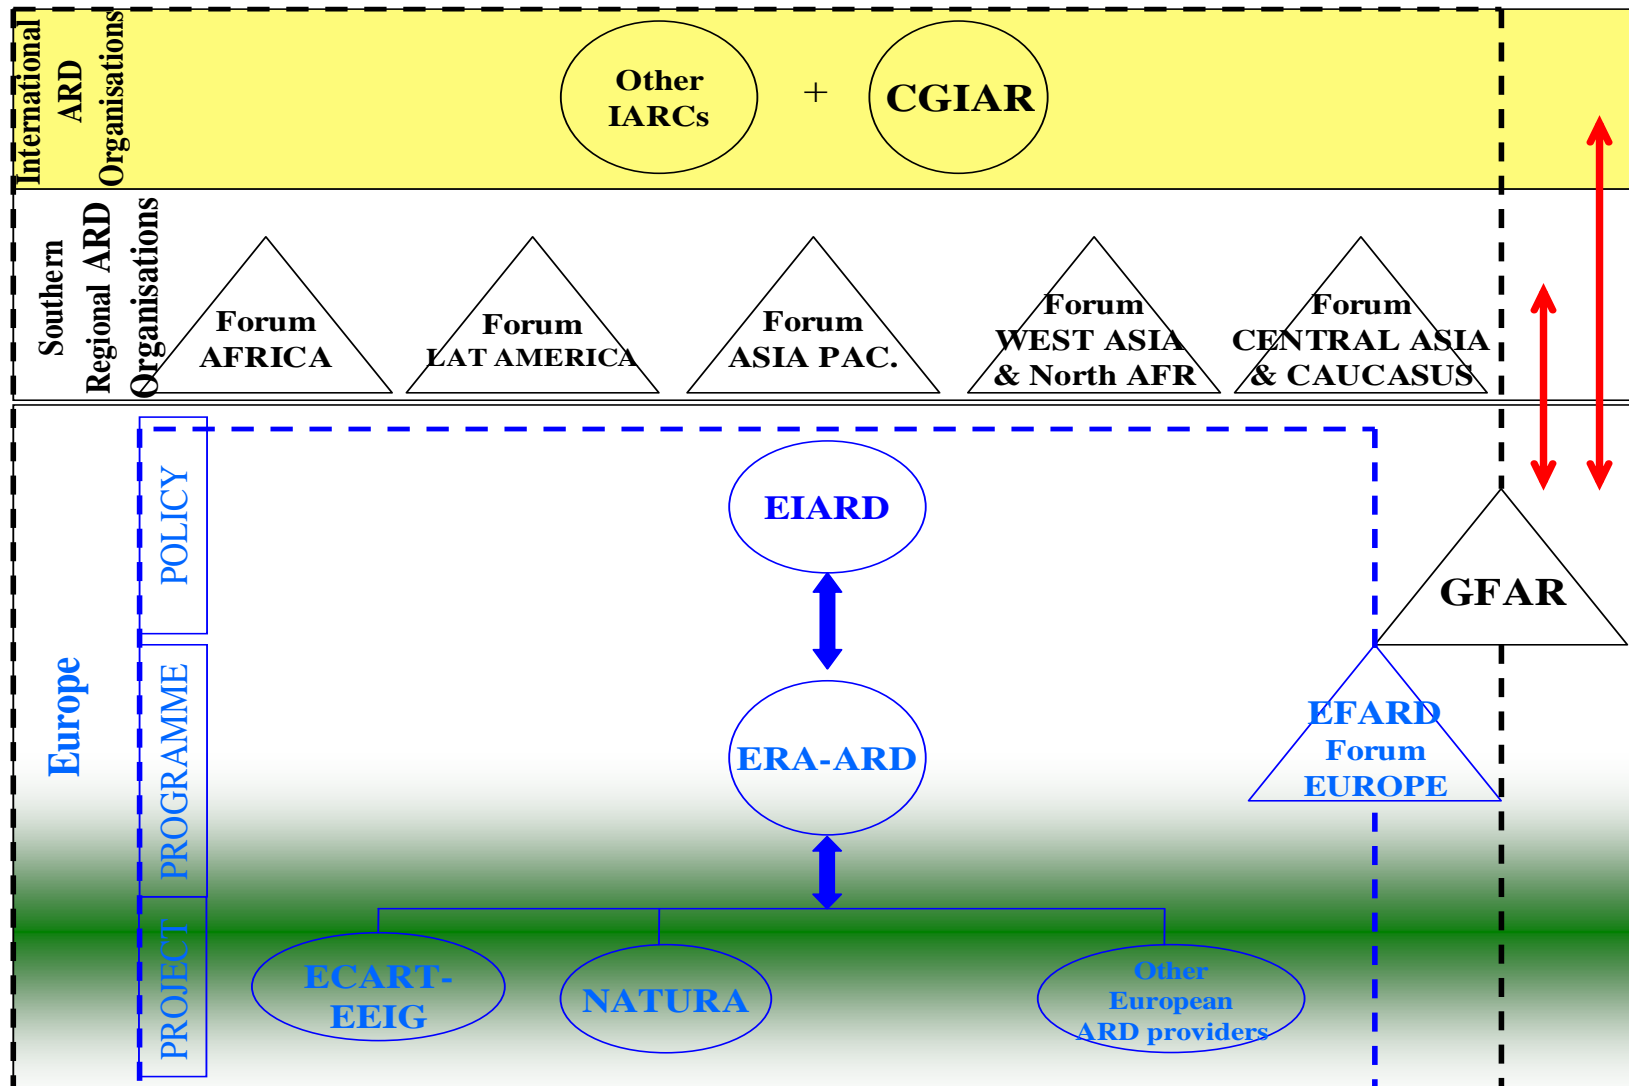 International
ARD
Organisations
Other
IARCs
+
CGIAR
Southern
Regional ARD
Organisations
Forum
AFRICA
Forum
LAT AMERICA
Forum
ASIA PAC.
Forum
WEST ASIA
& North AFR
Forum
CENTRAL ASIA
& CAUCASUS
Europe
POLICY
EIARD
GFAR
PROGRAMME
ERA-ARD
EFARD
Forum
EUROPE
PROJECT
ECART-
EEIG
NATURA
Other
European
ARD providers